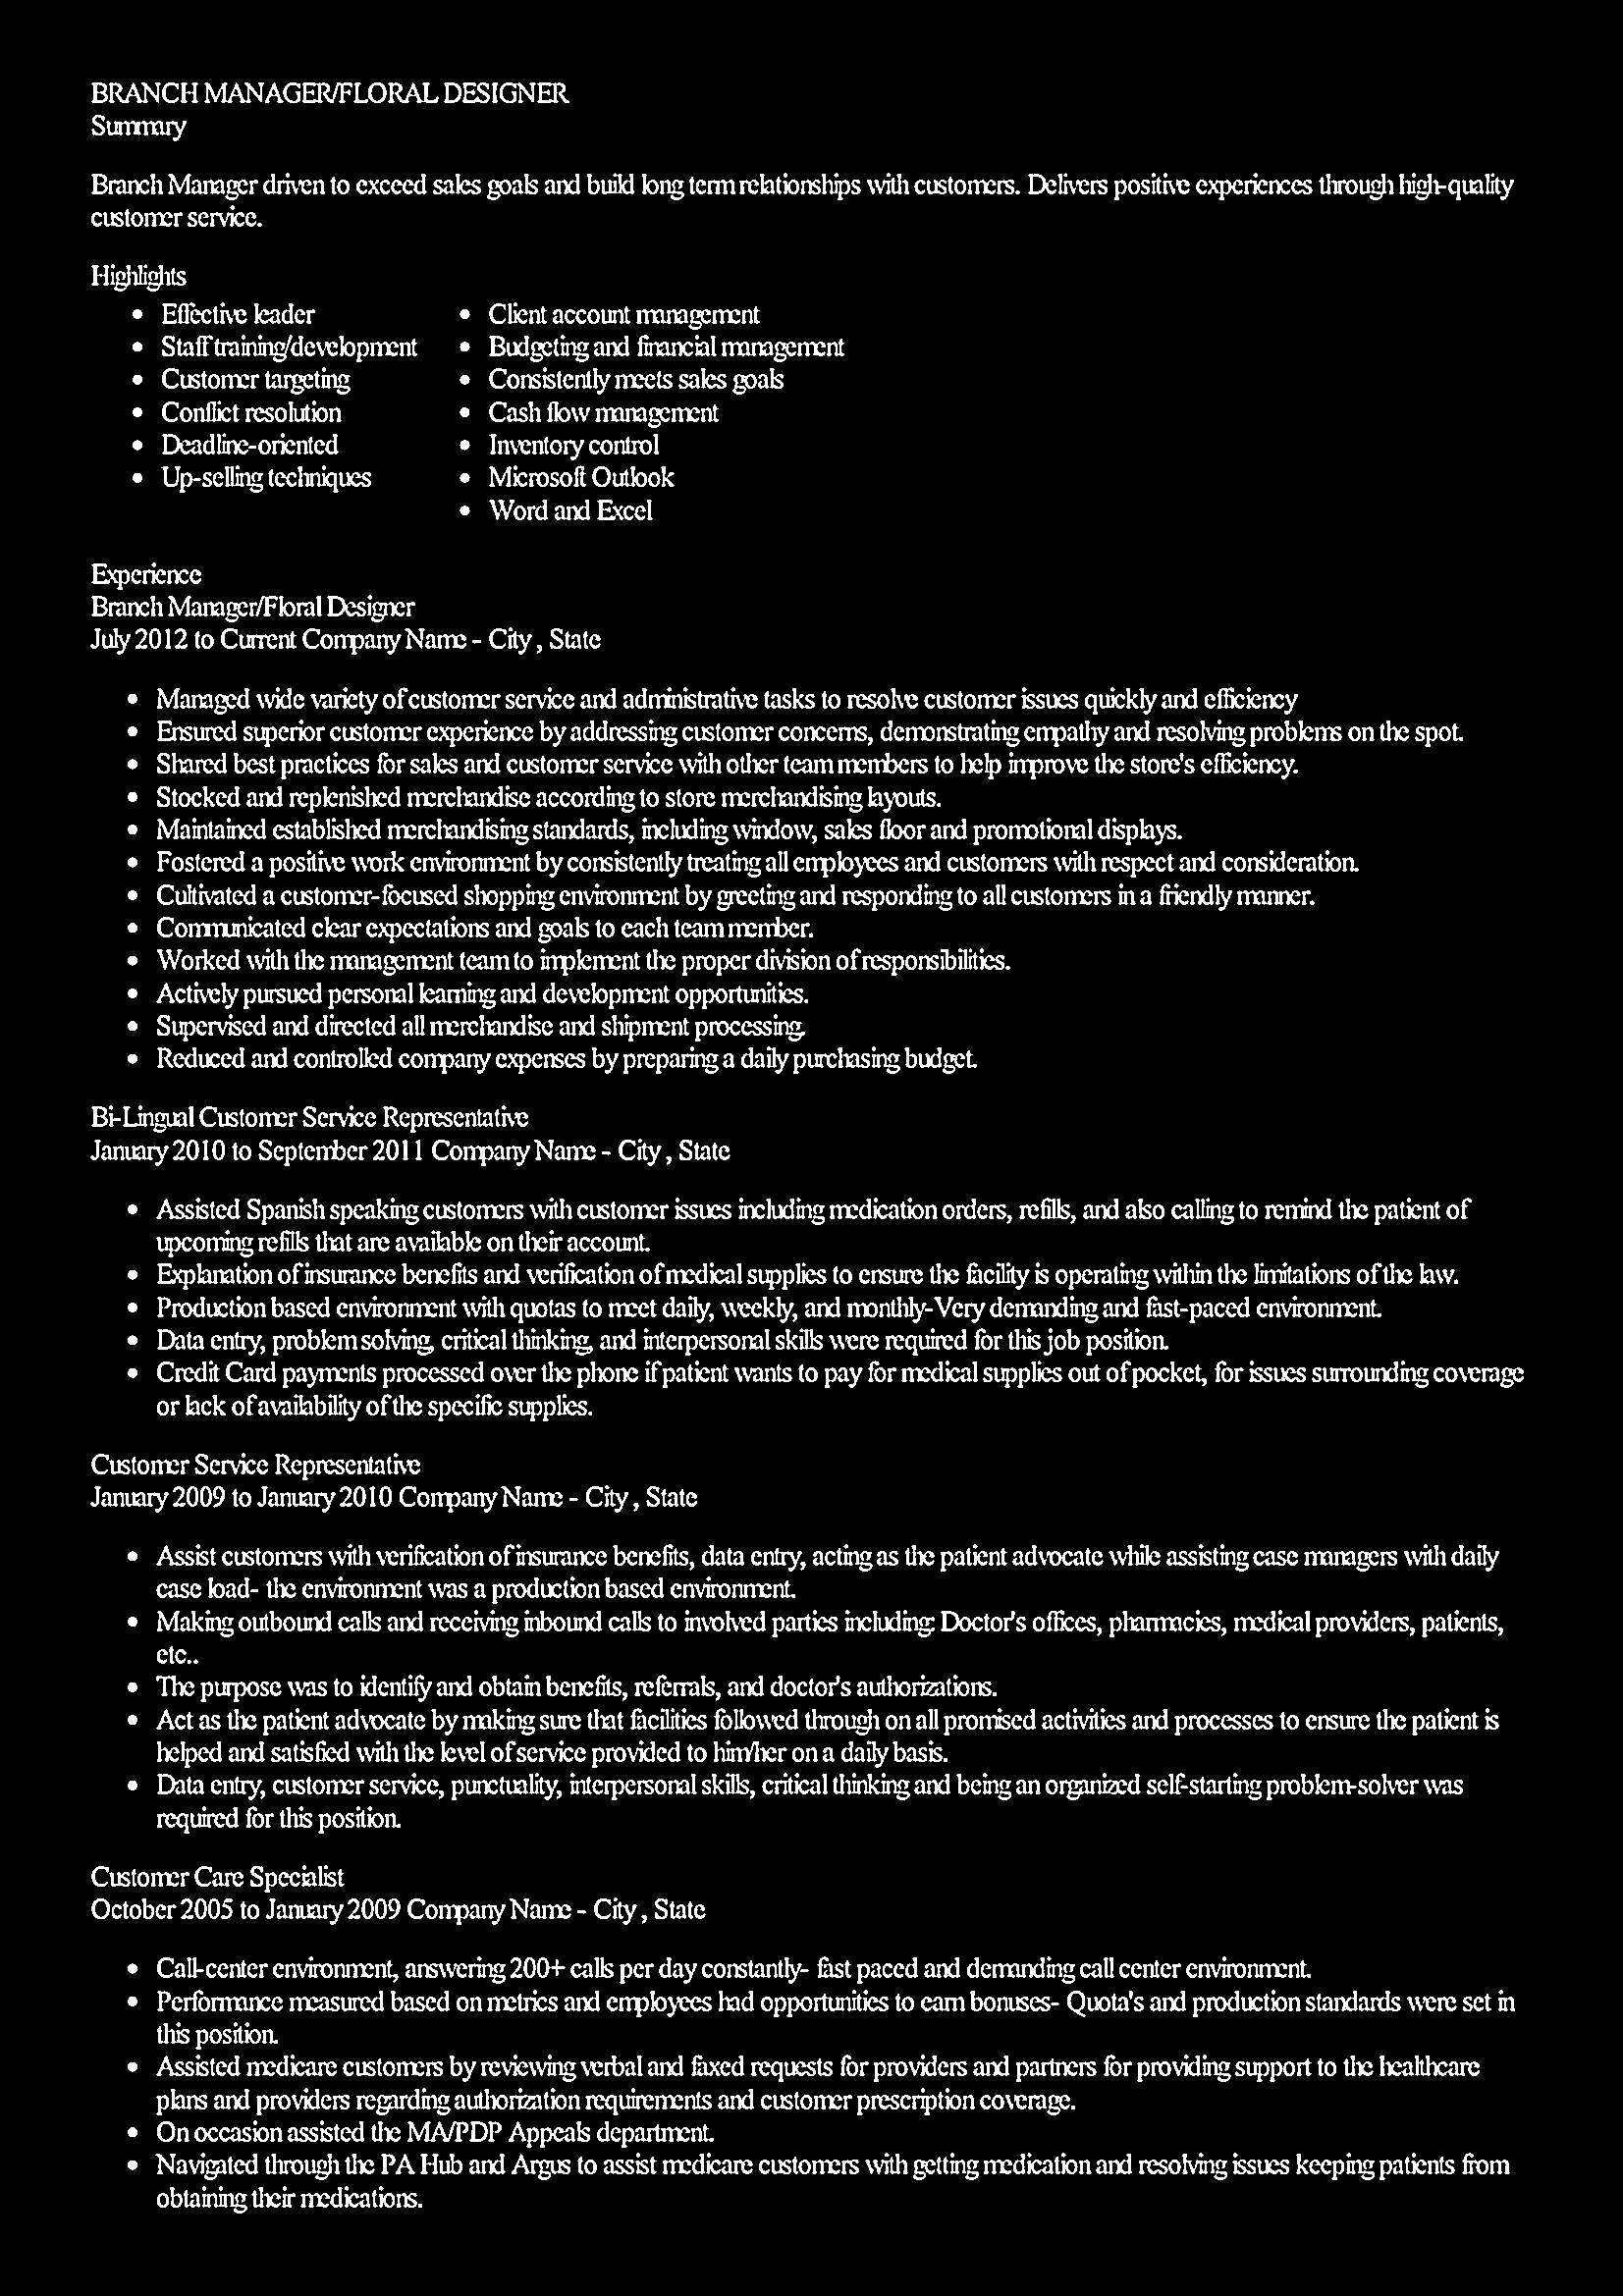 BRANCH MANAGER/FLORAL DESIGNER
Summary
Branch Manager driven to exceed sales goals and build long term relationships with customers. Delivers positive experiences through high-quality
customer service.
Highlights
• Effective leader
• Staff training/development
• Customer targeting
• Conflict resolution
• Deadline-oriented
• Up-selling techniques
• Client account management
• Budgeting and financial management
• Consistently meets sales goals
• Cash flow management
• Inventory control
• Microsoft Outlook
• Word and Excel
Experience
Branch Manager/Floral Designer
July 2012 to Current Company Name - City , State
• Managed wide variety of customer service and administrative tasks to resolve customer issues quickly and efficiency
• Ensured superior customer experience by addressing customer concerns, demonstrating empathy and resolving problems on the spot.
• Shared best practices for sales and customer service with other team members to help improve the store's efficiency.
• Stocked and replenished merchandise according to store merchandising layouts.
• Maintained established merchandising standards, including window, sales floor and promotional displays.
• Fostered a positive work environment by consistently treating all employees and customers with respect and consideration.
• Cultivated a customer-focused shopping environment by greeting and responding to all customers in a friendly manner.
• Communicated clear expectations and goals to each team member.
• Worked with the management team to implement the proper division of responsibilities.
• Actively pursued personal learning and development opportunities.
• Supervised and directed all merchandise and shipment processing.
• Reduced and controlled company expenses by preparing a daily purchasing budget.
Bi-Lingual Customer Service Representative
January 2010 to September 2011 Company Name - City , State
• Assisted Spanish speaking customers with customer issues including medication orders, refills, and also calling to remind the patient of
upcoming refills that are available on their account.
• Explanation of insurance benefits and verification of medical supplies to ensure the facility is operating within the limitations of the law.
• Production based environment with quotas to meet daily, weekly, and monthly-Very demanding and fast-paced environment.
• Data entry, problem solving, critical thinking, and interpersonal skills were required for this job position.
• Credit Card payments processed over the phone if patient wants to pay for medical supplies out of pocket, for issues surrounding coverage
or lack of availability of the specific supplies.
Customer Service Representative
January 2009 to January 2010 Company Name - City , State
• Assist customers with verification of insurance benefits, data entry, acting as the patient advocate while assisting case managers with daily
case load- the environment was a production based environment.
• Making outbound calls and receiving inbound calls to involved parties including: Doctor's offices, pharmacies, medical providers, patients,
etc..
• The purpose was to identify and obtain benefits, referrals, and doctor's authorizations.
• Act as the patient advocate by making sure that facilities followed through on all promised activities and processes to ensure the patient is
helped and satisfied with the level of service provided to him/her on a daily basis.
• Data entry, customer service, punctuality, interpersonal skills, critical thinking and being an organized self-starting problem-solver was
required for this position.
Customer Care Specialist
October 2005 to January 2009 Company Name - City , State
• Call-center environment, answering 200+ calls per day constantly- fast paced and demanding call center environment.
• Performance measured based on metrics and employees had opportunities to earn bonuses- Quota's and production standards were set in
this position.
• Assisted medicare customers by reviewing verbal and faxed requests for providers and partners for providing support to the healthcare
plans and providers regarding authorization requirements and customer prescription coverage.
• On occasion assisted the MA/PDP Appeals department.
• Navigated through the PA Hub and Argus to assist medicare customers with getting medication and resolving issues keeping patients from
obtaining their medications.